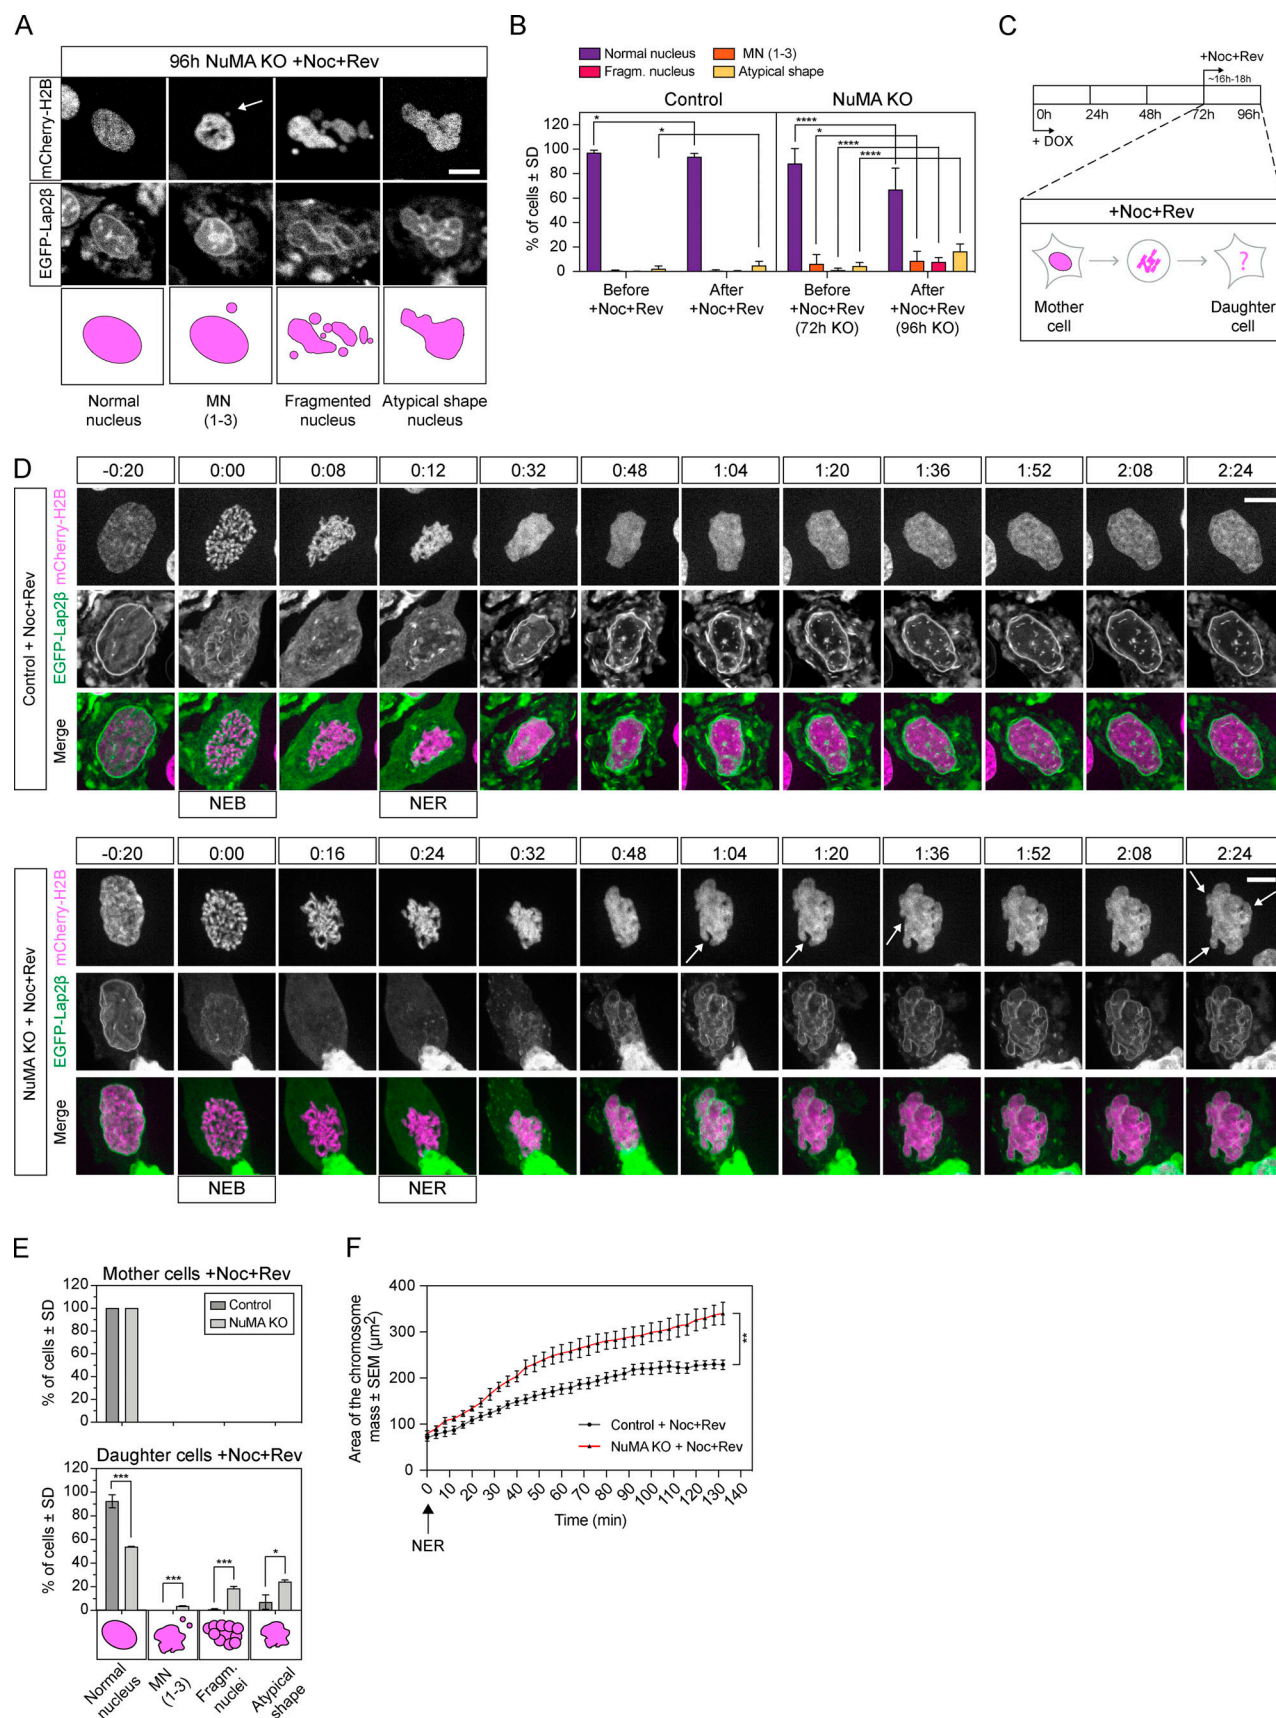 A
96h NuMA KO +Noc+Rev
mCherry-H2B
EGFP-Lap2β
Normal nucleus
MN (1-3)
Fragmented nucleus
Atypical shape nucleus
B
Normal nucleus
MN (1-3)
Fragm. nucleus
Atypical shape
Control
NuMA KO
% of cells ± SD
120
100
80
60
40
20
0
*
*
****
*
****
****
Before +Noc+Rev
After +Noc+Rev
Before +Noc+Rev (72h KO)
After +Noc+Rev (96h KO)
C
+Noc+Rev
~16h-18h
0h
24h
48h
72h
96h
+ DOX
+Noc+Rev
?
Mother cell
Daughter cell
D
-0:20
0:00
0:08
0:12
0:32
0:48
1:04
1:20
1:36
1:52
2:08
2:24
Control + Noc+Rev
mCherry-H2B
EGFP-Lap2β
Merge
NEB
NER
-0:20
0:00
0:16
0:24
0:32
0:48
1:04
1:20
1:36
1:52
2:08
2:24
NuMA KO + Noc+Rev
mCherry-H2B
EGFP-Lap2β
Merge
NEB
NER
E
Mother cells +Noc+Rev
% of cells ± SD
120
100
80
60
40
20
0
Control
NuMA KO
Daughter cells +Noc+Rev
% of cells ± SD
120
100
80
60
40
20
0
***
***
***
*
Normal nucleus
MN (1-3)
Fragm. nuclei
Atypical shape
F
Area of the chromosome mass ± SEM (μm²)
400
300
200
100
0
**
Control + Noc+Rev
NuMA KO + Noc+Rev
0
10
20
30
40
50
60
70
80
90
100
110
120
130
140
Time (min)
NER